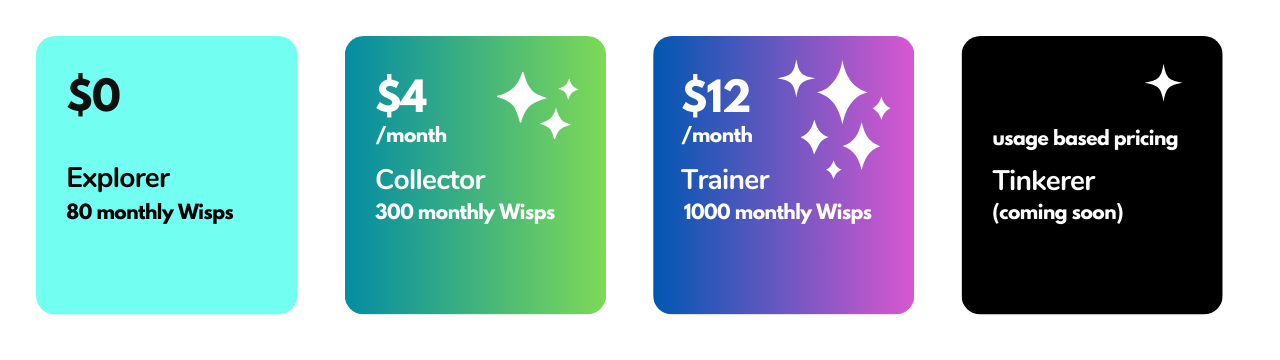 $0
Explorer
80 monthly Wisps
$4
/month
Collector
300 monthly Wisps
$12
/month
Trainer
1000 monthly Wisps
usage based pricing
Tinkerer
(coming soon)